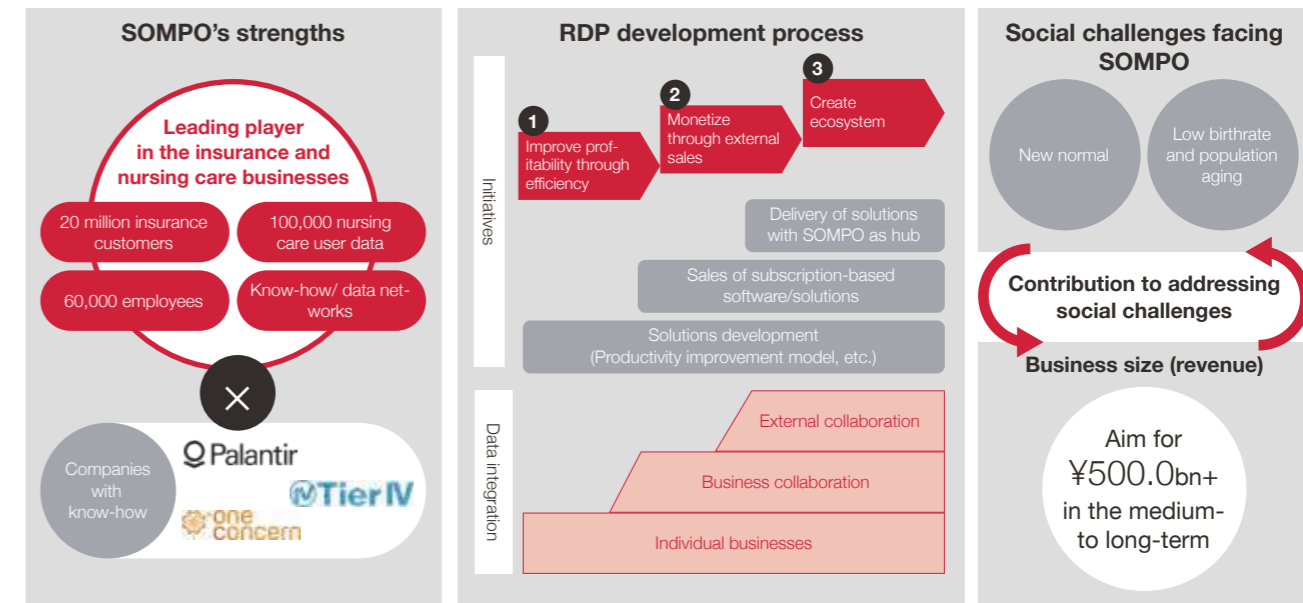 SOMPO’s strengths
Leading player
in the insurance and
nursing care businesses
20 million insurance
customers
100,000 nursing
care user data
60,000 employees
Know-how/ data net-
works
×
Companies
with
know-how
Palantir
TierIV
one
concern
RDP development process
Initiatives
1
Improve prof-
itability through
efficiency
2
Monetize
through external
sales
3
Create
ecosystem
Delivery of solutions
with SOMPO as hub
Sales of subscription-based
software/solutions
Solutions development
(Productivity improvement model, etc.)
Data integration
External collaboration
Business collaboration
Individual businesses
Social challenges facing
SOMPO
New normal
Low birthrate
and population
aging
Contribution to addressing
social challenges
Business size (revenue)
Aim for
¥500.0bn+
in the medium-
to long-term